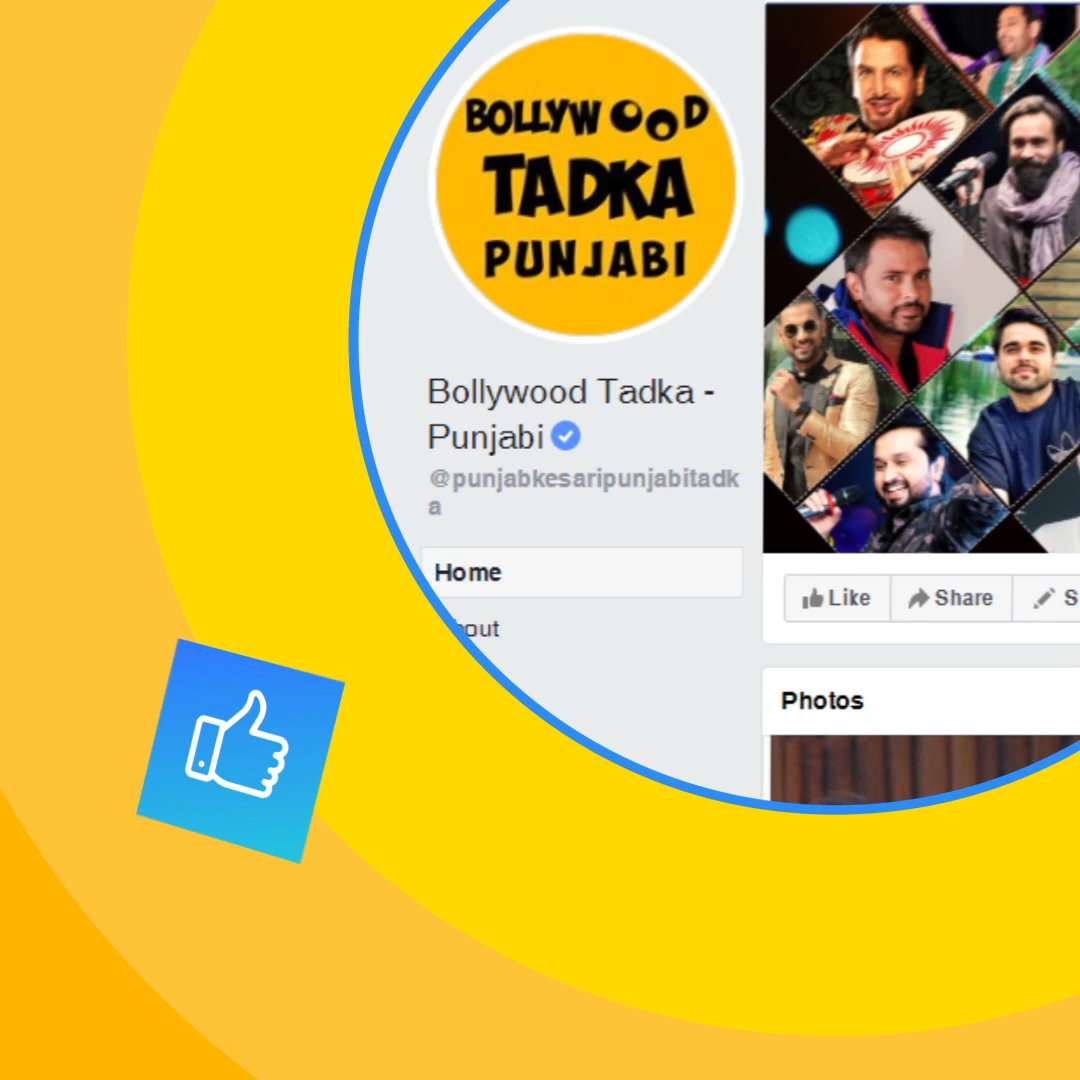 BOLLYWOOD
TADKA
PUNJABI
Bollywood Tadka -
Punjabi
@punjabkesaripunjabitadk
a
Home
Like
Share
Photos